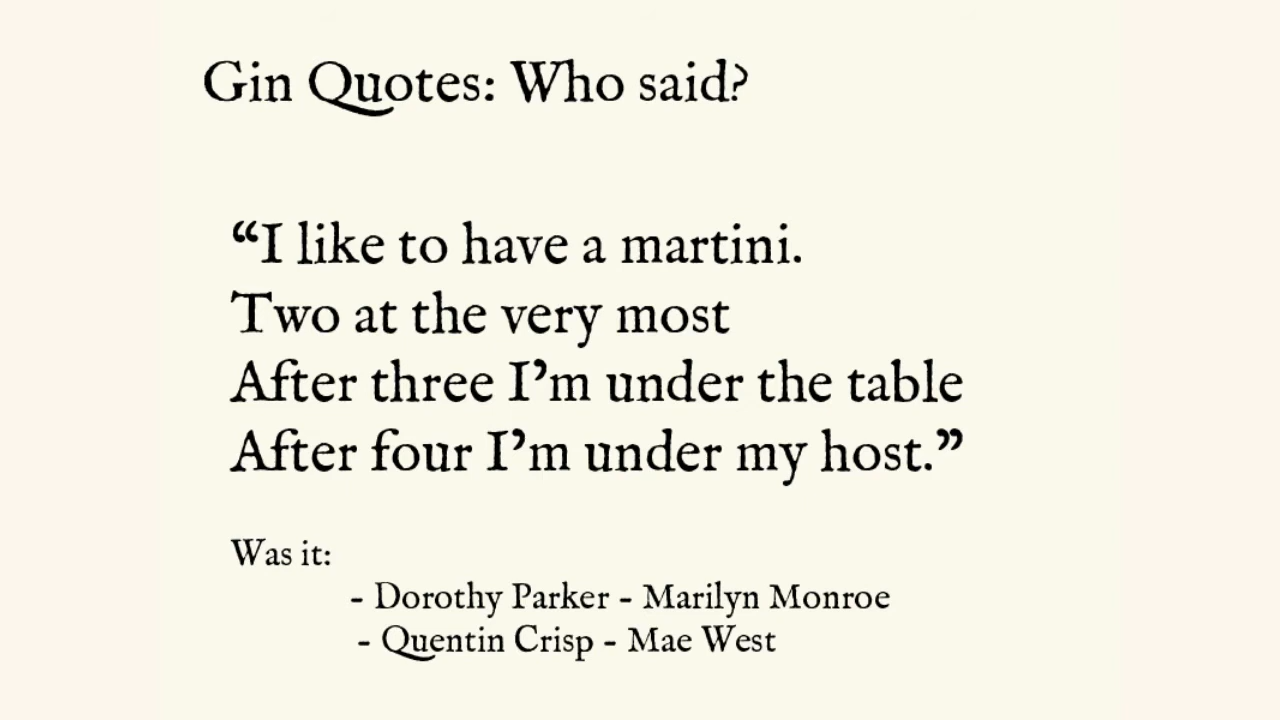 Gin Quotes: Who said?
“I like to have a martini.
Two at the very most
After three I’m under the table
After four I’m under my host.”
Was it:
- Dorothy Parker - Marilyn Monroe
- Quentin Crisp - Mae West